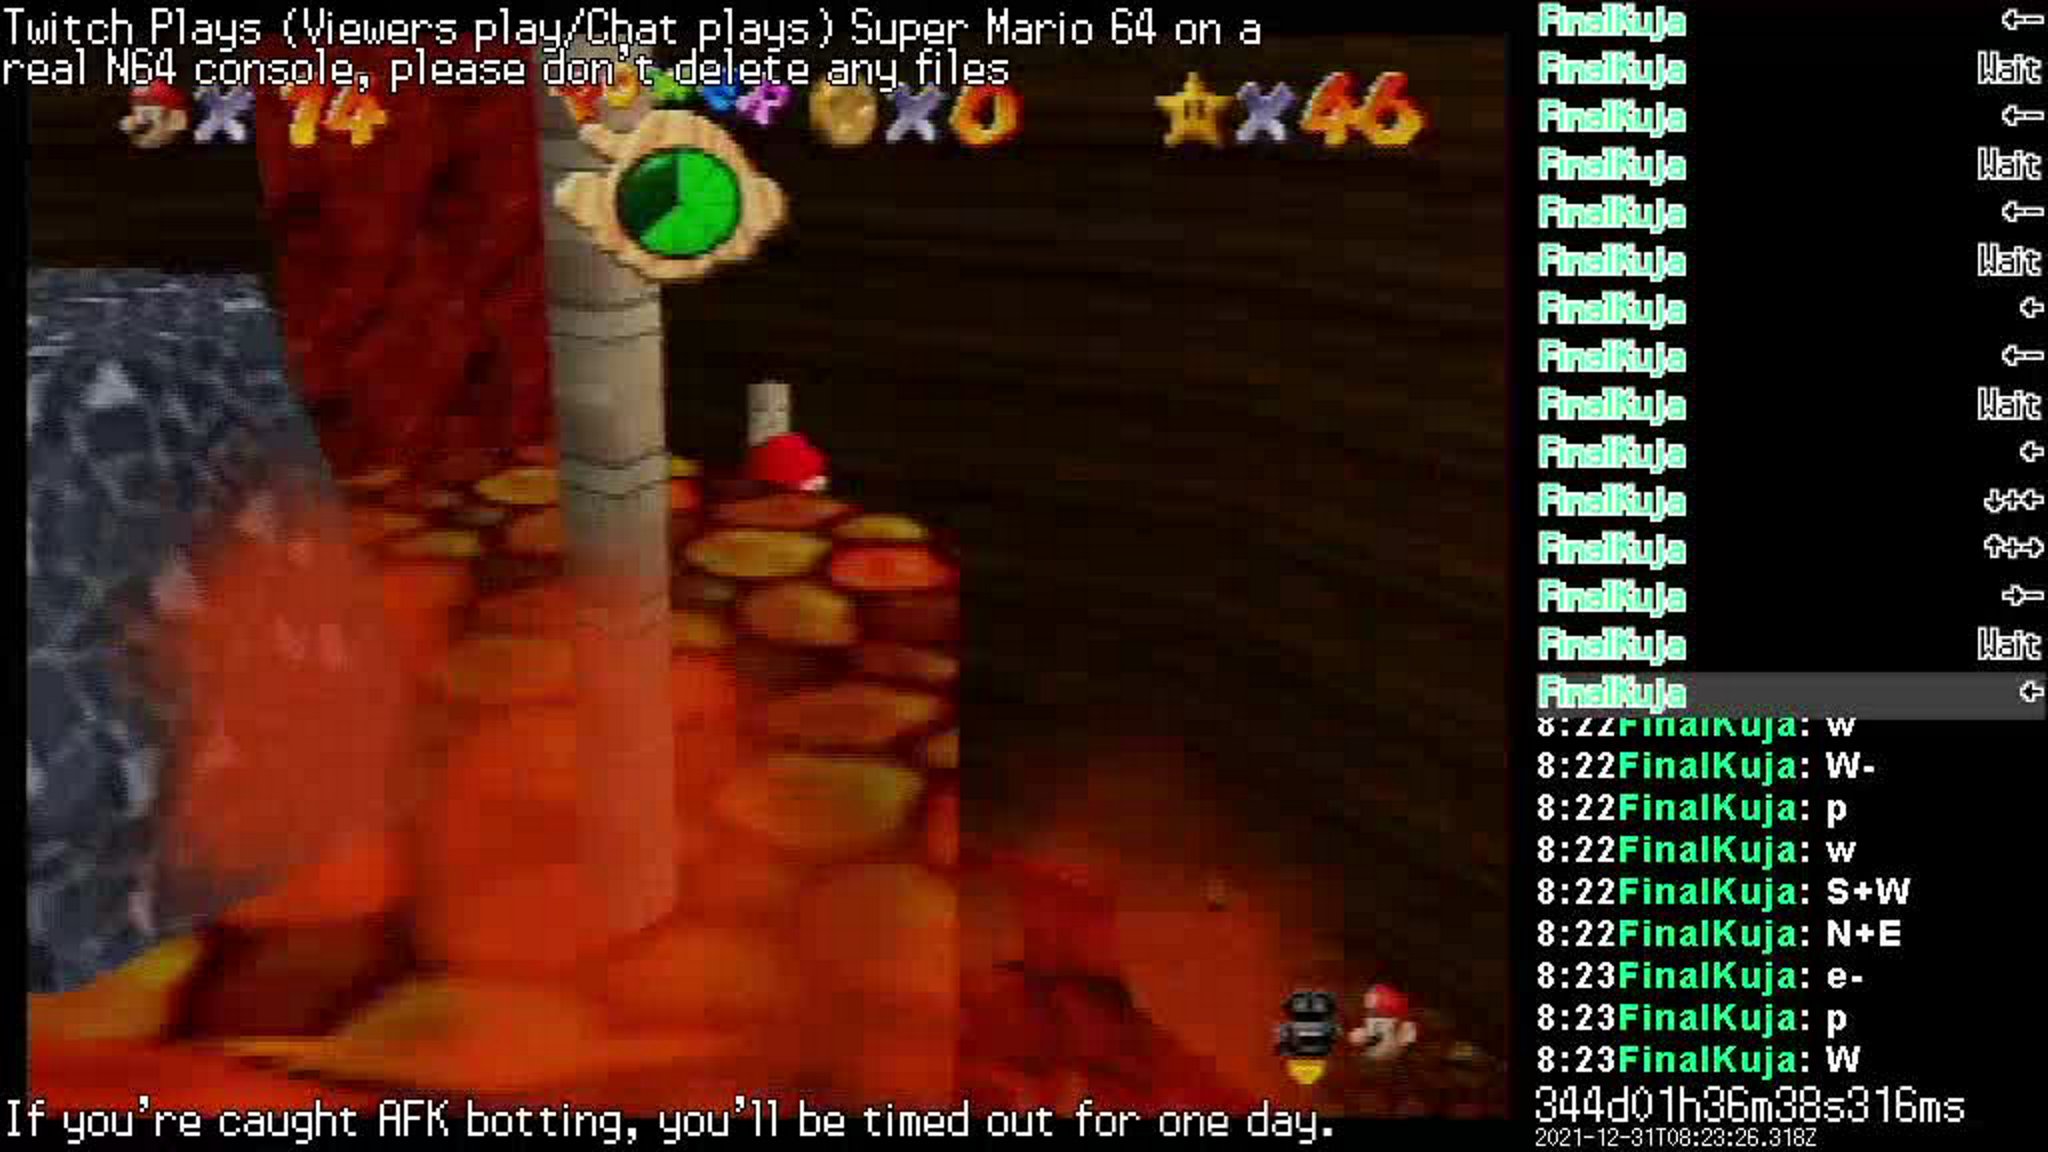 Twitch Plays (Viewers play/Chat plays) Super Mario 64 on a
real N64 console, please don't delete any files
×74
×0
×46
FinalKuja ←
FinalKuja Wait
FinalKuja ←
FinalKuja Wait
FinalKuja ←
FinalKuja Wait
FinalKuja ←
FinalKuja ←
FinalKuja Wait
FinalKuja ←
FinalKuja ↓+←
FinalKuja ↑+→
FinalKuja →
FinalKuja Wait
FinalKuja ←
8:22FinalKuja: w
8:22FinalKuja: W-
8:22FinalKuja: p
8:22FinalKuja: w
8:22FinalKuja: S+W
8:22FinalKuja: N+E
8:23FinalKuja: e-
8:23FinalKuja: p
8:23FinalKuja: W
344d01h36m38s316ms
2021-12-31T08:23:26.318Z
If you're caught AFK botting, you'll be timed out for one day.